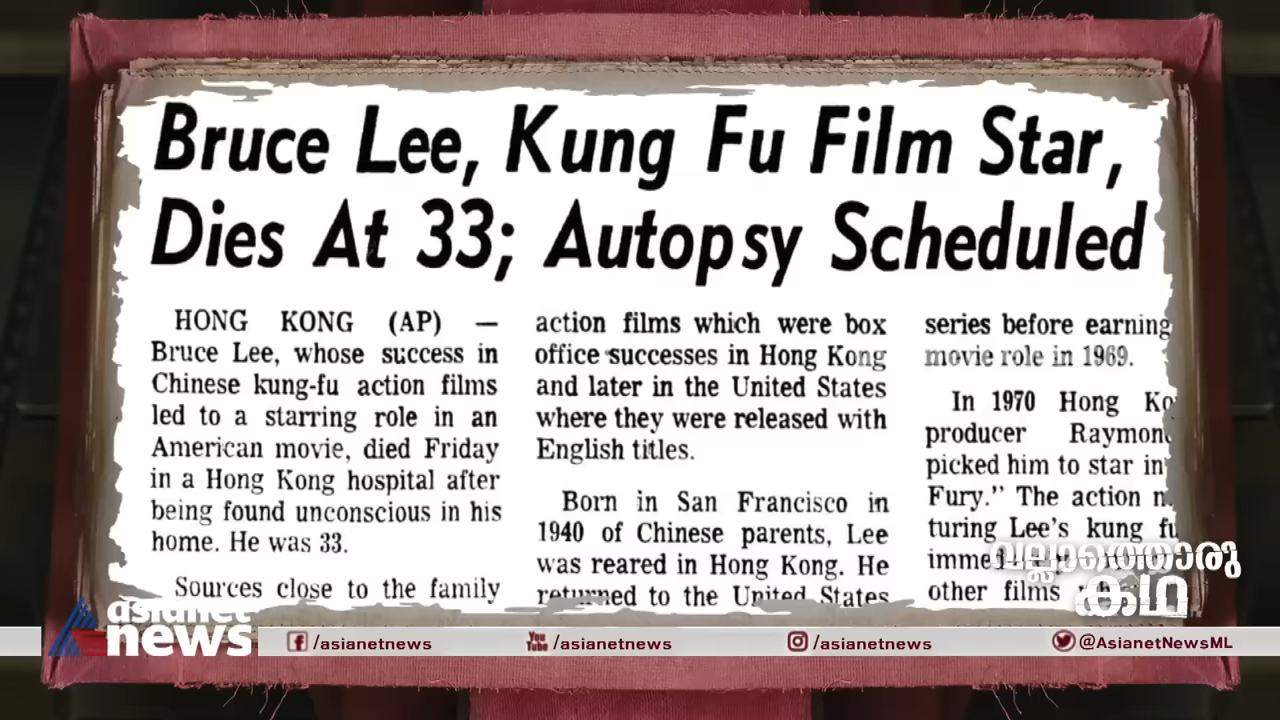 Bruce Lee, Kung Fu Film Star,
Dies At 33; Autopsy Scheduled
HONG KONG (AP) —
Bruce Lee, whose success in
Chinese kung-fu action films
led to a starring role in an
American movie, died Friday
in a Hong Kong hospital after
being found unconscious in his
home. He was 33.
Sources close to the family
action films which were box
office successes in Hong Kong
and later in the United States
where they were released with
English titles.
Born in San Francisco in
1940 of Chinese parents, Lee
was reared in Hong Kong. He
returned to the United States
series before earning
movie role in 1969.
In 1970 Hong
producer
picked him to star in
Fury.” The action
turing Lee's kung
other films
വല്ലാത്തൊരു
കഥ
asianet
news
/asianetnews
You
Tube
/asianetnews
/asianetnews
@AsianetNewsML